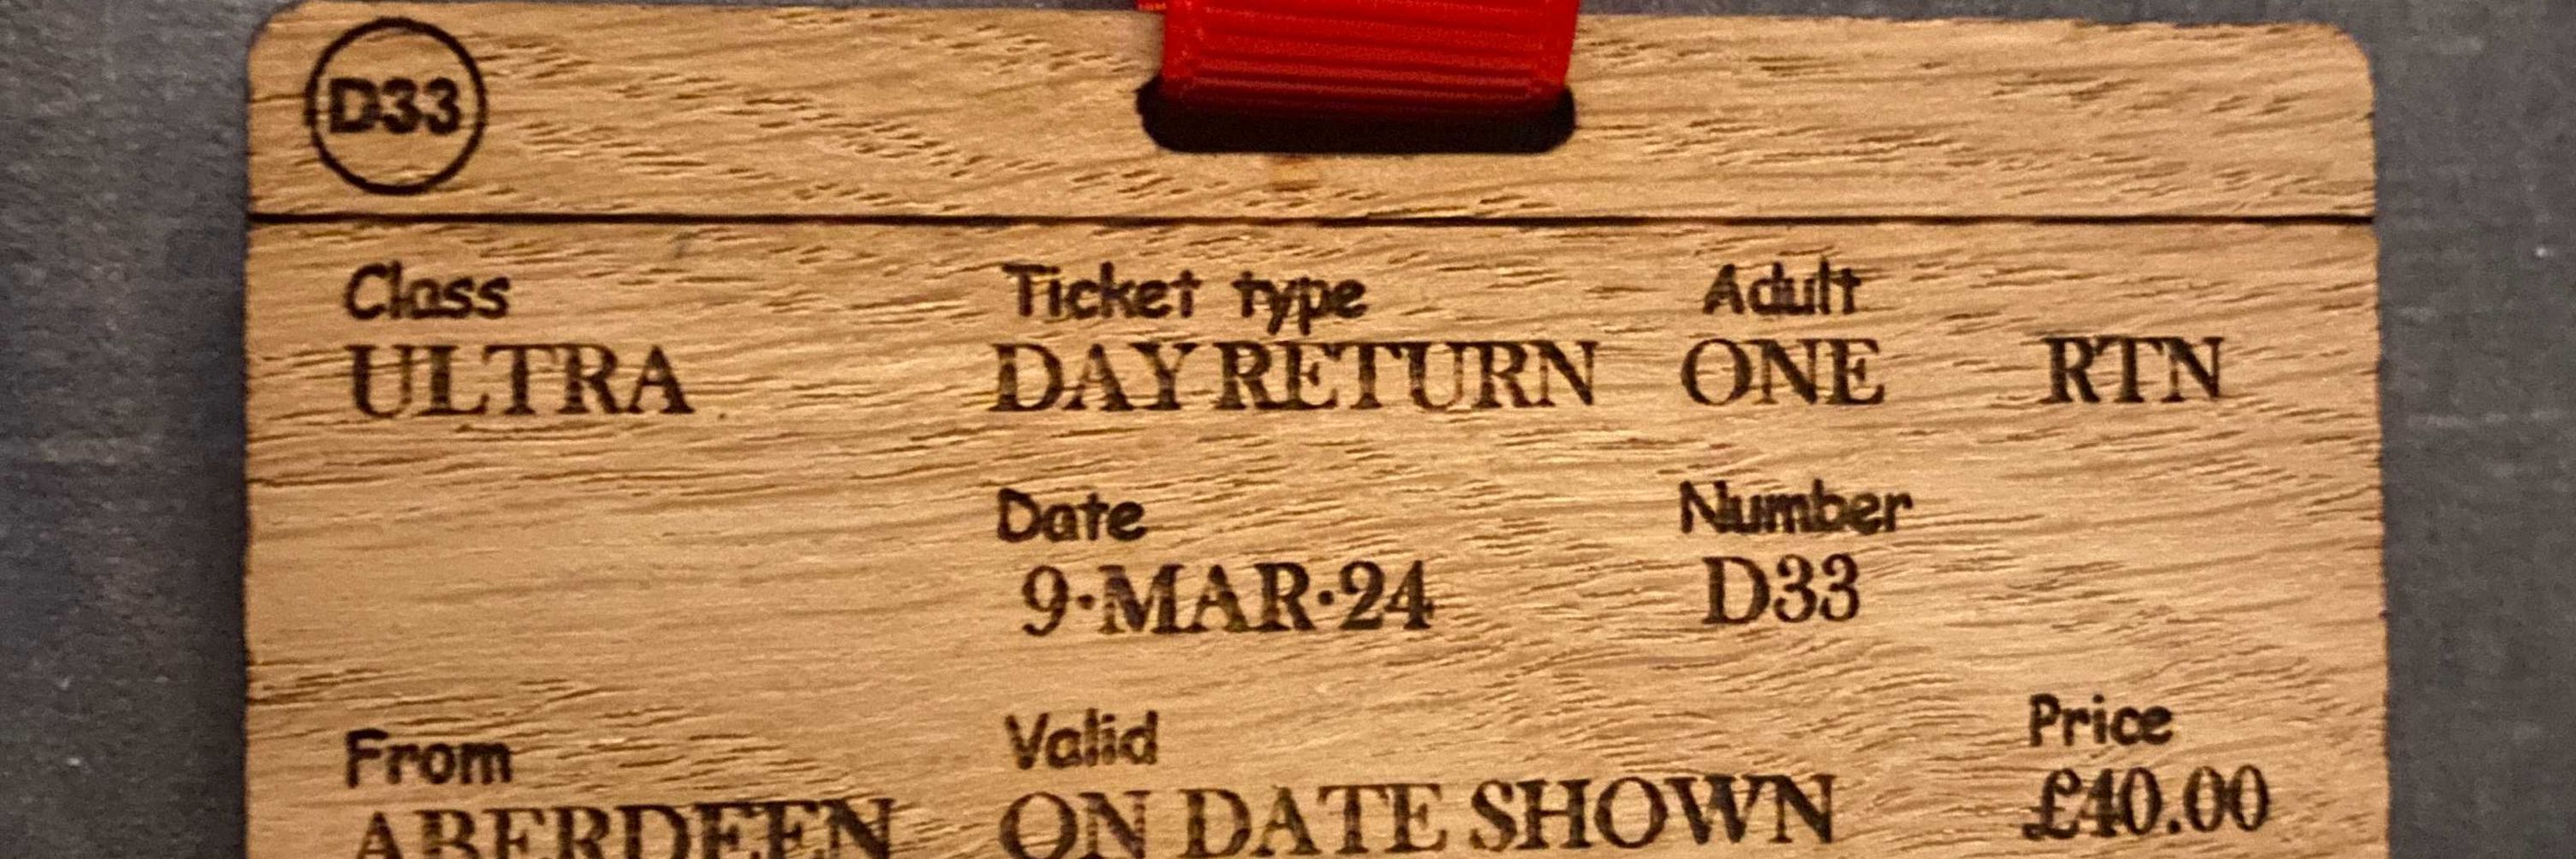 D33
Class Ticket type Adult
ULTRA DAY RETURN ONE RTN
Date Number
9·MAR·24 D33
From Valid Price
ABERDEEN ON DATE SHOWN £40.00